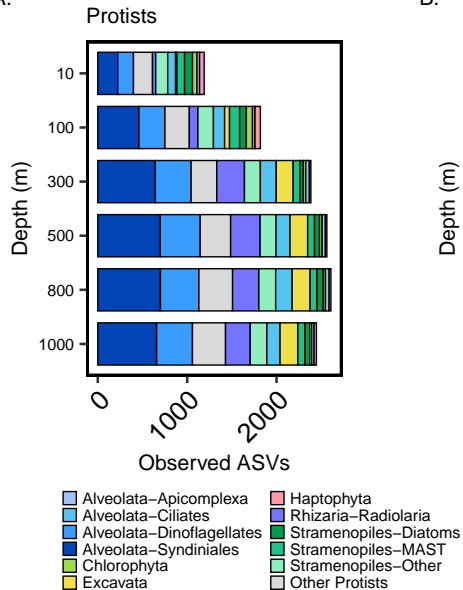 Protists
B.
10
100
300
500
800
1000
Depth (m)
Depth (m)
0
1000
2000
Observed ASVs
Alveolata−Apicomplexa
Alveolata−Ciliates
Alveolata−Dinoflagellates
Alveolata−Syndiniales
Chlorophyta
Excavata
Haptophyta
Rhizaria−Radiolaria
Stramenopiles−Diatoms
Stramenopiles−MAST
Stramenopiles−Other
Other Protists